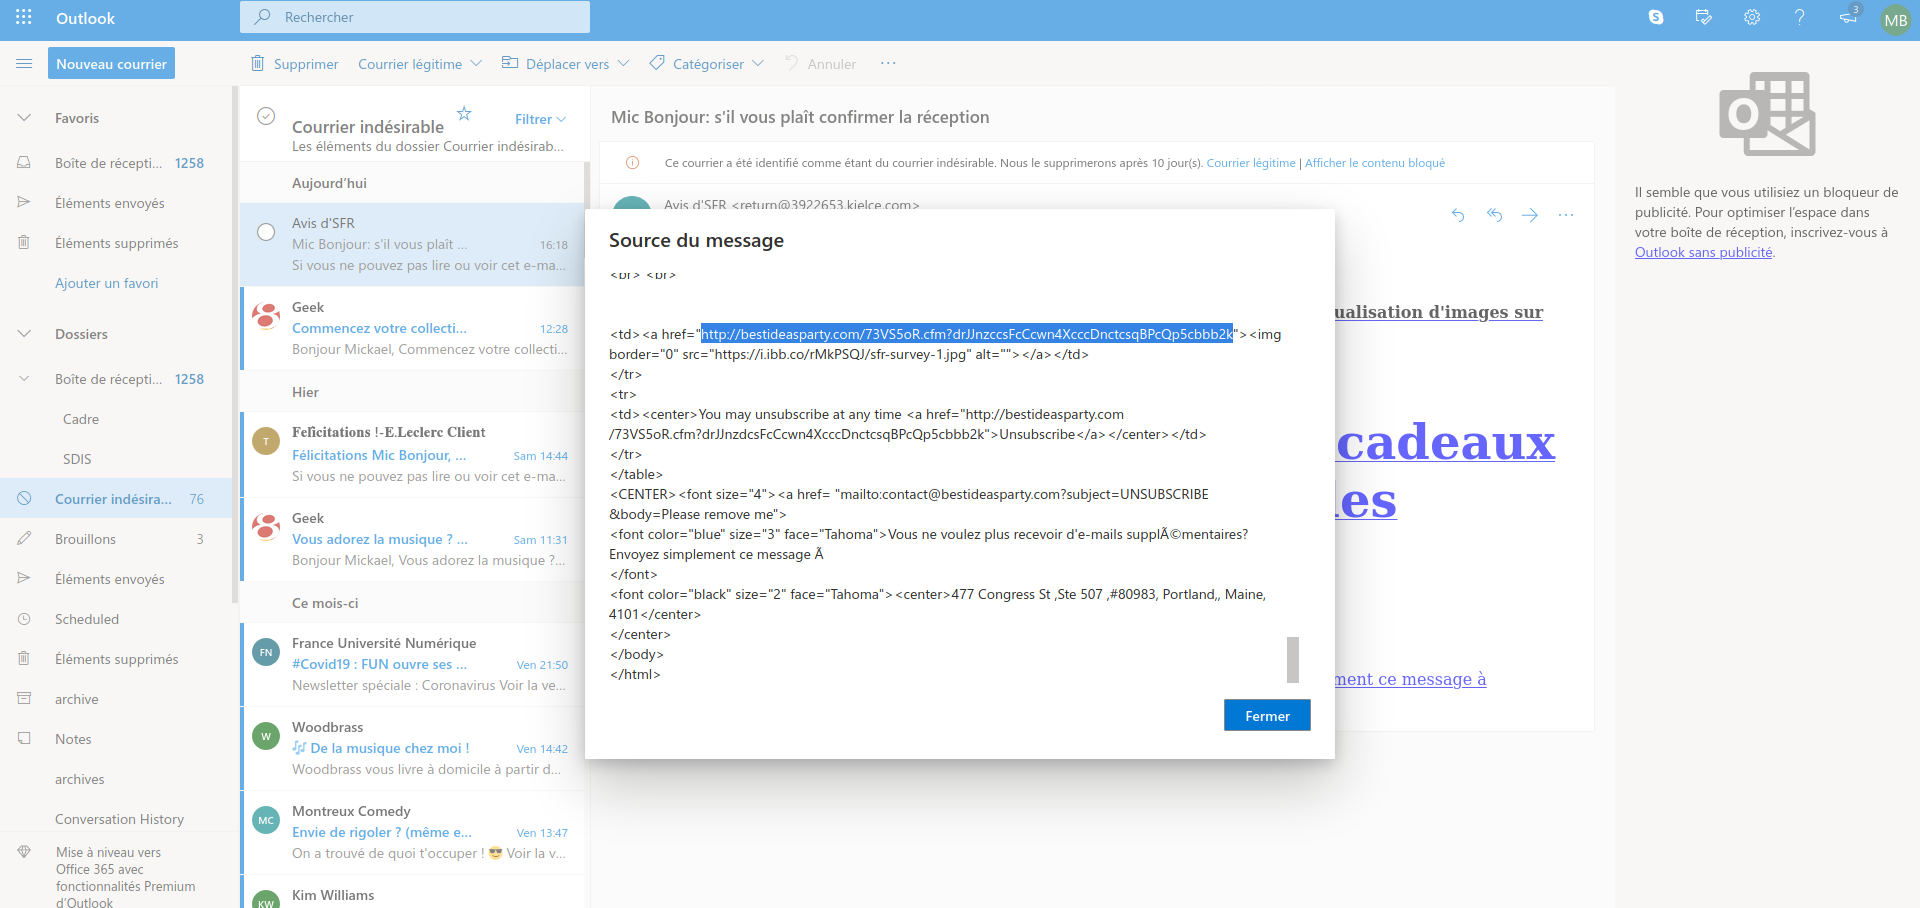 Outlook
Rechercher
3
MB
Nouveau courrier
Supprimer
Courrier légitime
Déplacer vers
Catégoriser
Annuler
Favoris
Boîte de récepti... 1258
Éléments envoyés
Éléments supprimés
Ajouter un favori
Dossiers
Boîte de récepti... 1258
Cadre
SDIS
Courrier indésira... 76
Brouillons 3
Éléments envoyés
Scheduled
Éléments supprimés
archive
Notes
archives
Conversation History
Mise à niveau vers
Office 365 avec
fonctionnalités Premium
d'Outlook
Courrier indésirable
Filtrer
Les éléments du dossier Courrier indésirab...
Aujourd'hui
Avis d'SFR
Mic Bonjour: s'il vous plaît ... 16:18
Si vous ne pouvez pas lire ou voir cet e-ma...
Geek
Commencez votre collecti... 12:28
Bonjour Mickael, Commencez votre collecti...
Hier
T
Felicitations !-E.Leclerc Client
Félicitations Mic Bonjour, ... Sam 14:44
Si vous ne pouvez pas lire ou voir cet e-ma...
Geek
Vous adorez la musique ? ... Sam 11:31
Bonjour Mickael, Vous adorez la musique ?...
Ce mois-ci
FN
France Université Numérique
#Covid19 : FUN ouvre ses ... Ven 21:50
Newsletter spéciale : Coronavirus Voir la ve...
W
Woodbrass
🎶 De la musique chez moi ! Ven 14:42
Woodbrass vous livre à domicile à partir d...
MC
Montreux Comedy
Envie de rigoler ? (même e... Ven 13:47
On a trouvé de quoi t'occuper ! 😎 Voir la v...
KW
Kim Williams
Mic Bonjour: s'il vous plaît confirmer la réception
Ce courrier a été identifié comme étant du courrier indésirable. Nous le supprimerons après 10 jour(s). Courrier légitime | Afficher le contenu bloqué
Avis d'SFR <return@3922653.kielce.com>
Source du message
<br> <br>
<td><a href="http://bestideasparty.com/73VS5oR.cfm?drJJnzccsFcCcwn4XcccDnctcsqBPcQp5cbbb2k"><img
border="0" src="https://i.ibb.co/rMkPSQJ/sfr-survey-1.jpg" alt=""></a></td>
</tr>
<tr>
<td><center>You may unsubscribe at any time <a href="http://bestideasparty.com
/73VS5oR.cfm?drJJnzdcsFcCcwn4XcccDnctcsqBPcQp5cbbb2k">Unsubscribe</a></center></td>
</tr>
</table>
<CENTER><font size="4"><a href= "mailto:contact@bestideasparty.com?subject=UNSUBSCRIBE
&body=Please remove me">
<font color="blue" size="3" face="Tahoma">Vous ne voulez plus recevoir d'e-mails supplÃ©mentaires?
Envoyez simplement ce message Ã
</font>
<font color="black" size="2" face="Tahoma"><center>477 Congress St ,Ste 507 ,#80983, Portland,, Maine,
4101</center>
</center>
</body>
</html>
Fermer
ualisation d'images sur
cadeaux
les
ment ce message à
Il semble que vous utilisiez un bloqueur de
publicité. Pour optimiser l'espace dans
votre boîte de réception, inscrivez-vous à
Outlook sans publicité.